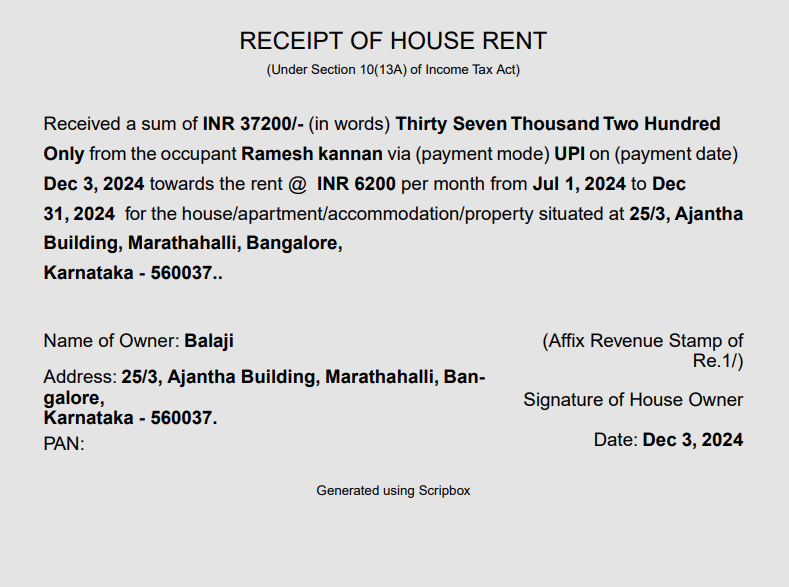 RECEIPT OF HOUSE RENT
(Under Section 10(13A) of Income Tax Act)
Received a sum of INR 37200/- (in words) Thirty Seven Thousand Two Hundred
Only from the occupant Ramesh kannan via (payment mode) UPI on (payment date)
Dec 3, 2024 towards the rent @ INR 6200 per month from Jul 1, 2024 to Dec
31, 2024 for the house/apartment/accommodation/property situated at 25/3, Ajantha
Building, Marathahalli, Bangalore,
Karnataka - 560037..
Name of Owner: Balaji
Address: 25/3, Ajantha Building, Marathahalli, Ban-
galore,
Karnataka - 560037.
PAN:
(Affix Revenue Stamp of
Re.1/)
Signature of House Owner
Date: Dec 3, 2024
Generated using Scripbox